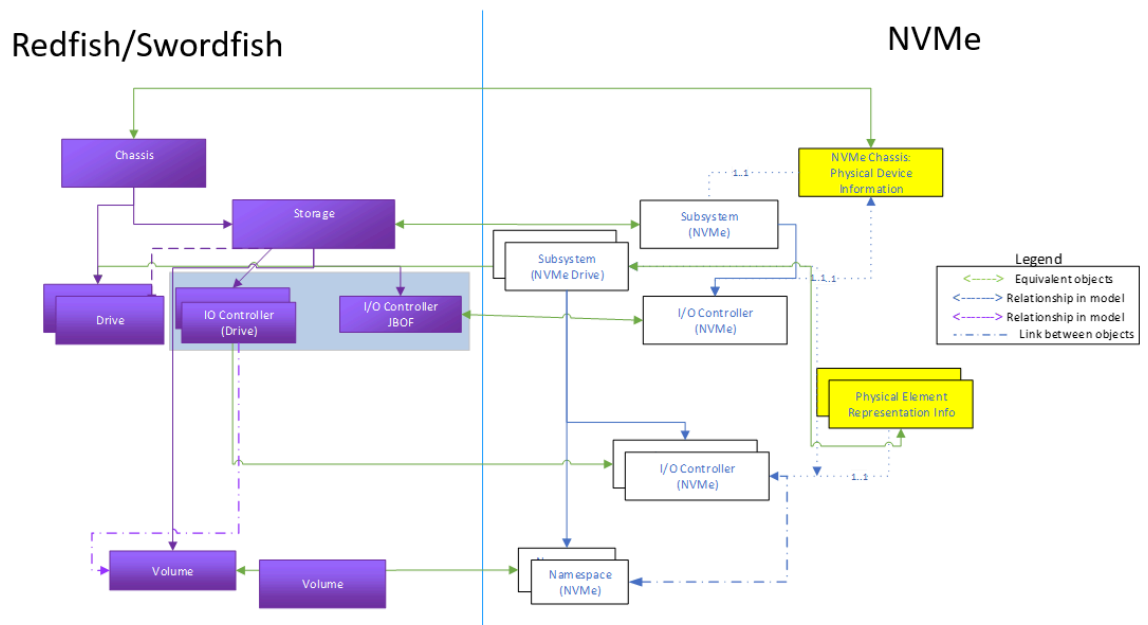 Redfish/Swordfish
NVMe
Chassis
NVMe Chassis:
Physical Device
Information
1..1
Storage
Subsystem
(NVMe)
Subsystem
(NVMe Drive)
1..1
1..1
Drive
IO Controller
(Drive)
I/O Controller
JBOF
I/O Controller
(NVMe)
Legend
Equivalent objects
Relationship in model
Relationship in model
Link between objects
Physical Element
Representation Info
I/O Controller
(NVMe)
1..1
Volume
Volume
Namespace
(NVMe)